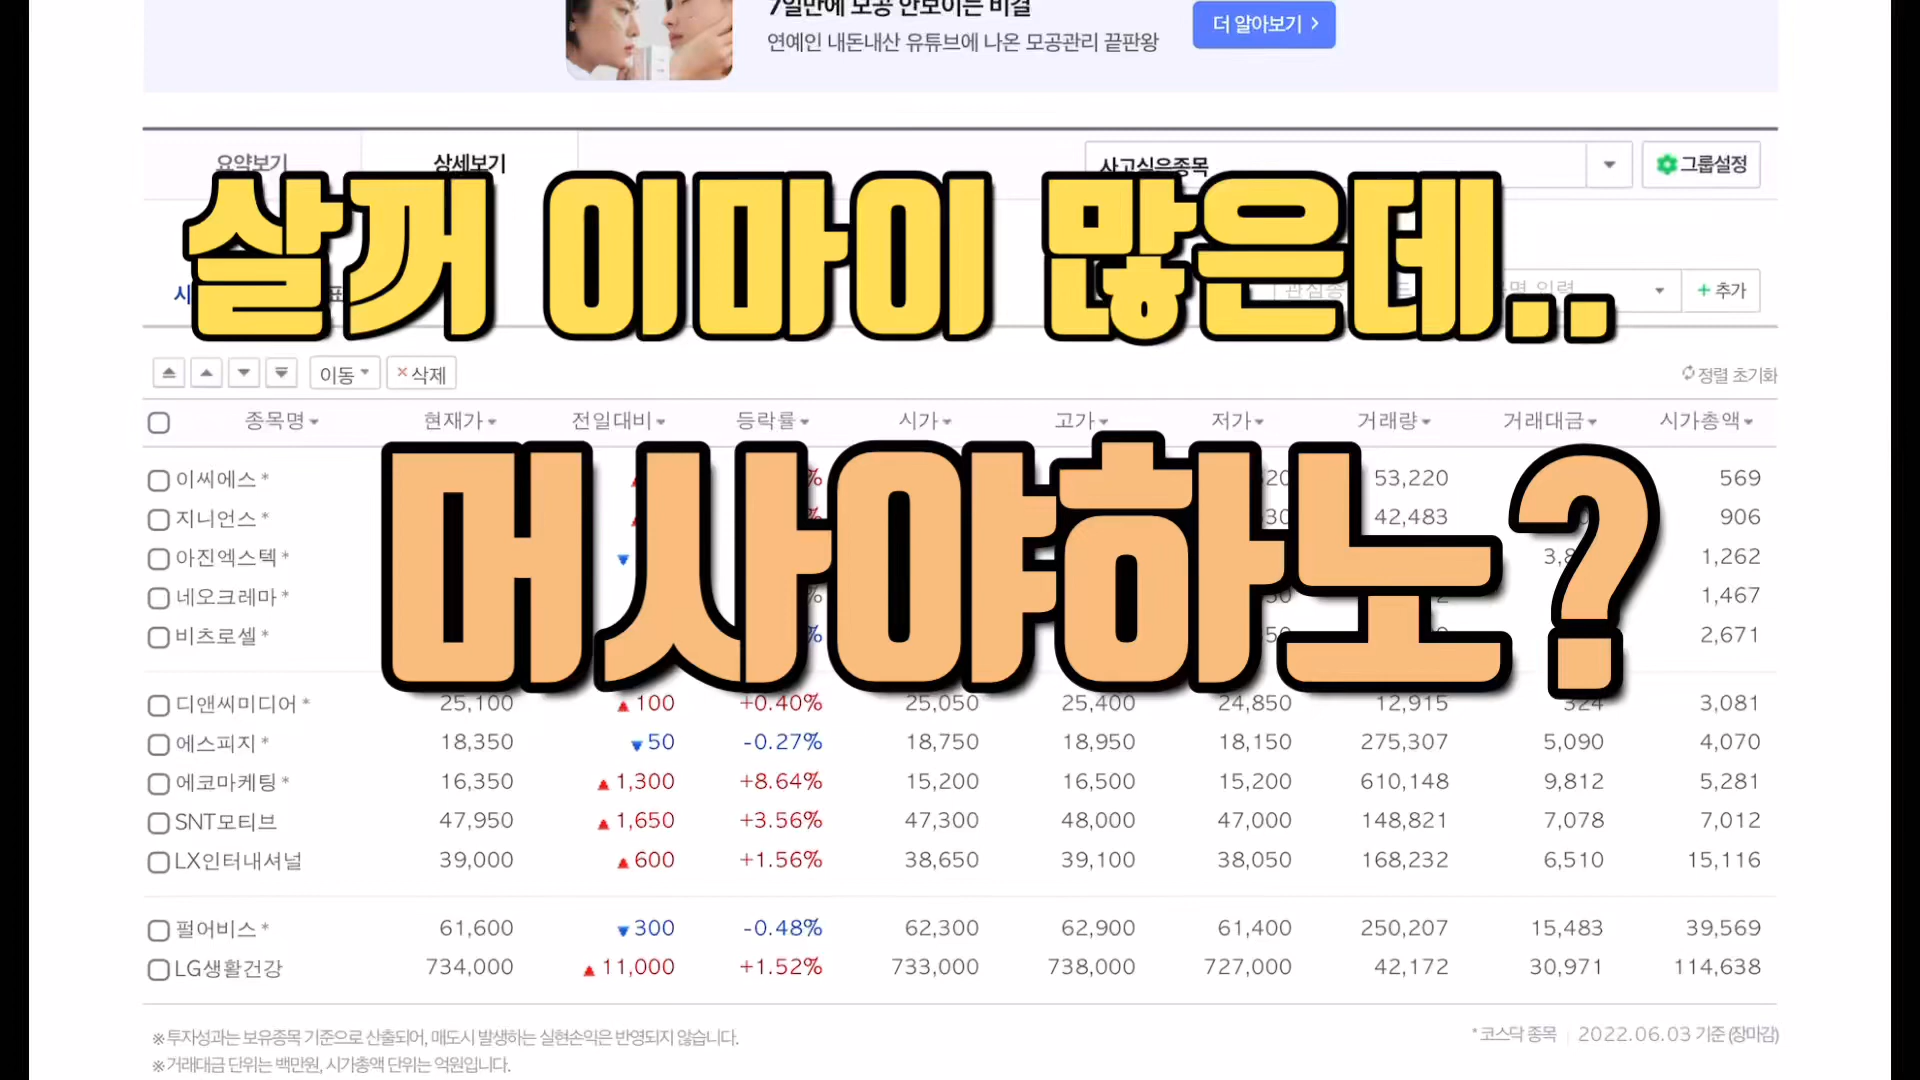 7일만에 모공 안보이는 비결
연예인 내돈내산 유튜브에 나온 모공관리 끝판왕
더 알아보기 >
요약보기 상세보기 사고싶은종목 그룹설정
살꺼 이마이 많은데..
+ 추가
이동 ×삭제 정렬 초기화
종목명 현재가 전일대비 등락률 시가 고가 저가 거래량 거래대금 시가총액
머사야하노?
이씨에스 * 53,220 569
지니언스 * 42,483 906
아진엑스텍 * 1,262
네오크레마 * 1,467
비츠로셀 * 2,671
디앤씨미디어 * 25,100 ▲100 +0.40% 25,050 25,400 24,850 12,915 324 3,081
에스피지 * 18,350 ▼50 -0.27% 18,750 18,950 18,150 275,307 5,090 4,070
에코마케팅 * 16,350 ▲1,300 +8.64% 15,200 16,500 15,200 610,148 9,812 5,281
SNT모티브 47,950 ▲1,650 +3.56% 47,300 48,000 47,000 148,821 7,078 7,012
LX인터내셔널 39,000 ▲600 +1.56% 38,650 39,100 38,050 168,232 6,510 15,116
펄어비스 * 61,600 ▼300 -0.48% 62,300 62,900 61,400 250,207 15,483 39,569
LG생활건강 734,000 ▲11,000 +1.52% 733,000 738,000 727,000 42,172 30,971 114,638
※ 투자성과는 보유종목 기준으로 산출되어, 매도시 발생하는 실현손익은 반영되지 않습니다.
* 코스닥 종목 | 2022.06.03 기준 (장마감)
※ 거래대금 단위는 백만원, 시가총액 단위는 억원입니다.